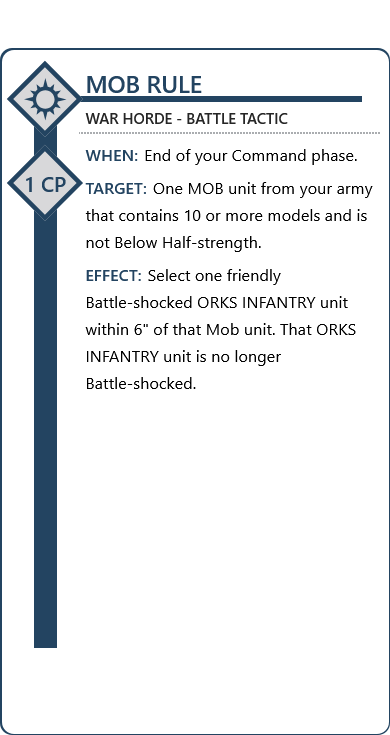 MOB RULE
WAR HORDE - BATTLE TACTIC
WHEN: End of your Command phase.
1 CP
TARGET: One MOB unit from your army
that contains 10 or more models and is
not Below Half-strength.
EFFECT: Select one friendly
Battle-shocked ORKS INFANTRY unit
within 6" of that Mob unit. That ORKS
INFANTRY unit is no longer
Battle-shocked.